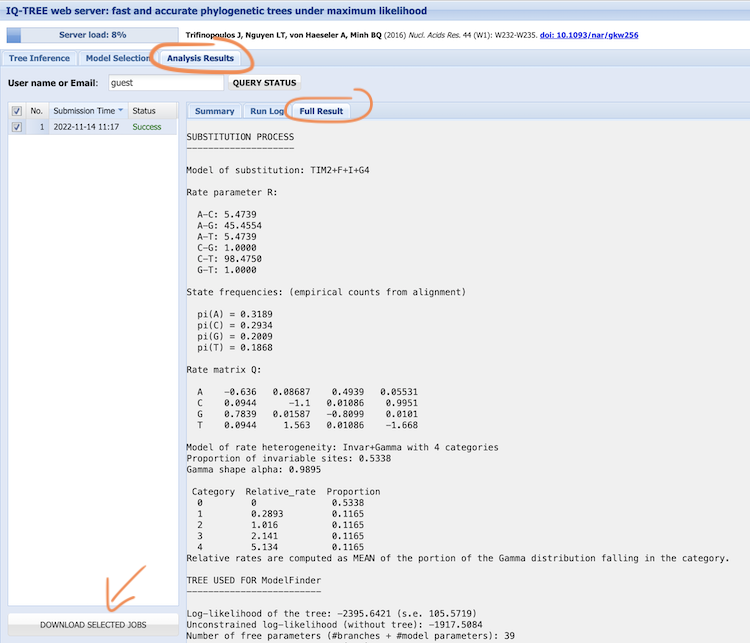 IQ-TREE web server: fast and accurate phylogenetic trees under maximum likelihood
Server load: 8%
Trifinopoulos J, Nguyen LT, von Haeseler A, Minh BQ (2016) Nucl. Acids Res. 44 (W1): W232-W235. doi: 10.1093/nar/gkw256
Tree Inference Model Selection Analysis Results
User name or Email: guest QUERY STATUS
No. Submission Time Status
1 2022-11-14 11:17 Success
Summary Run Log Full Result
SUBSTITUTION PROCESS
--------------------
Model of substitution: TIM2+F+I+G4
Rate parameter R:
A-C: 5.4739
A-G: 45.4554
A-T: 5.4739
C-G: 1.0000
C-T: 98.4750
G-T: 1.0000
State frequencies: (empirical counts from alignment)
pi(A) = 0.3189
pi(C) = 0.2934
pi(G) = 0.2009
pi(T) = 0.1868
Rate matrix Q:
A -0.636 0.08687 0.4939 0.05531
C 0.0944 -1.1 0.01086 0.9951
G 0.7839 0.01587 -0.8099 0.0101
T 0.0944 1.563 0.01086 -1.668
Model of rate heterogeneity: Invar+Gamma with 4 categories
Proportion of invariable sites: 0.5338
Gamma shape alpha: 0.9895
Category Relative_rate Proportion
0 0 0.5338
1 0.2893 0.1165
2 1.016 0.1165
3 2.141 0.1165
4 5.134 0.1165
Relative rates are computed as MEAN of the portion of the Gamma distribution falling in the category.
TREE USED FOR ModelFinder
-------------------------
Log-likelihood of the tree: -2395.6421 (s.e. 105.5719)
Unconstrained log-likelihood (without tree): -1917.5084
Number of free parameters (#branches + #model parameters): 39
DOWNLOAD SELECTED JOBS